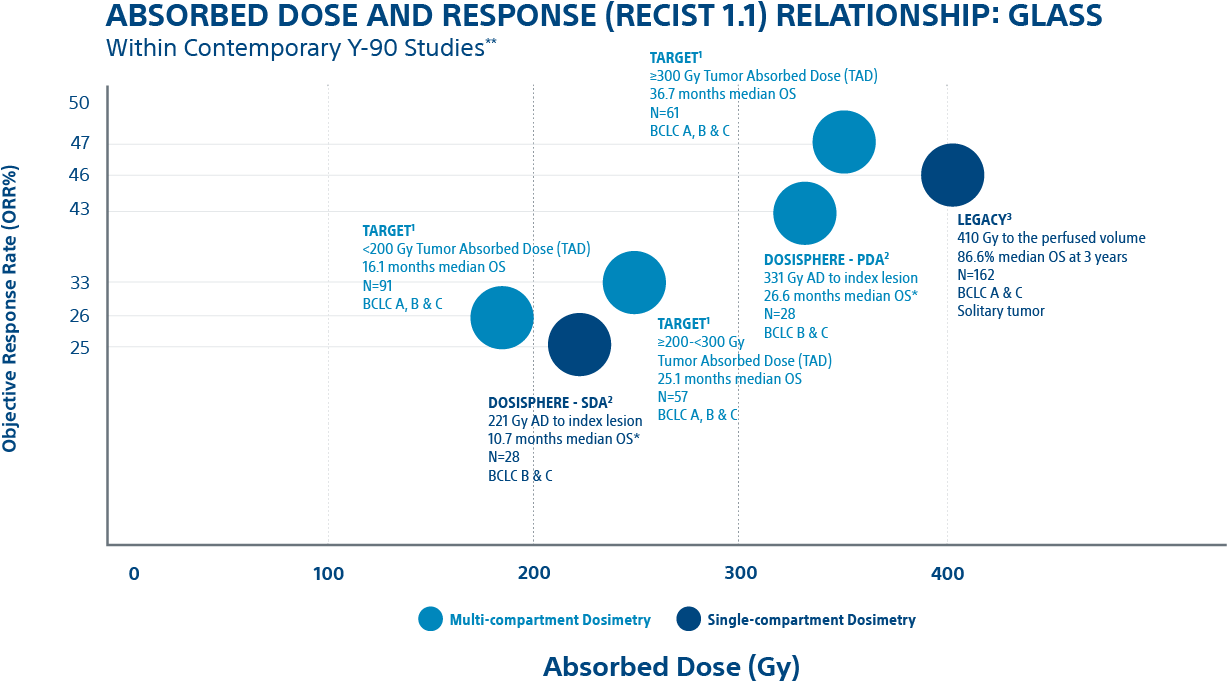 ABSORBED DOSE AND RESPONSE (RECIST 1.1) RELATIONSHIP: GLASS
Within Contemporary Y-90 Studies**
Objective Response Rate (ORR%)
50
47
46
43
33
26
25
TARGET¹
≥300 Gy Tumor Absorbed Dose (TAD)
36.7 months median OS
N=61
BCLC A, B & C
LEGACY³
410 Gy to the perfused volume
86.6% median OS at 3 years
N=162
BCLC A & C
Solitary tumor
TARGET¹
<200 Gy Tumor Absorbed Dose (TAD)
16.1 months median OS
N=91
BCLC A, B & C
DOSISPHERE - PDA²
331 Gy AD to index lesion
26.6 months median OS*
N=28
BCLC B & C
TARGET¹
≥200-<300 Gy
Tumor Absorbed Dose (TAD)
25.1 months median OS
N=57
BCLC A, B & C
DOSISPHERE - SDA²
221 Gy AD to index lesion
10.7 months median OS*
N=28
BCLC B & C
0
100
200
300
400
Multi-compartment Dosimetry
Single-compartment Dosimetry
Absorbed Dose (Gy)